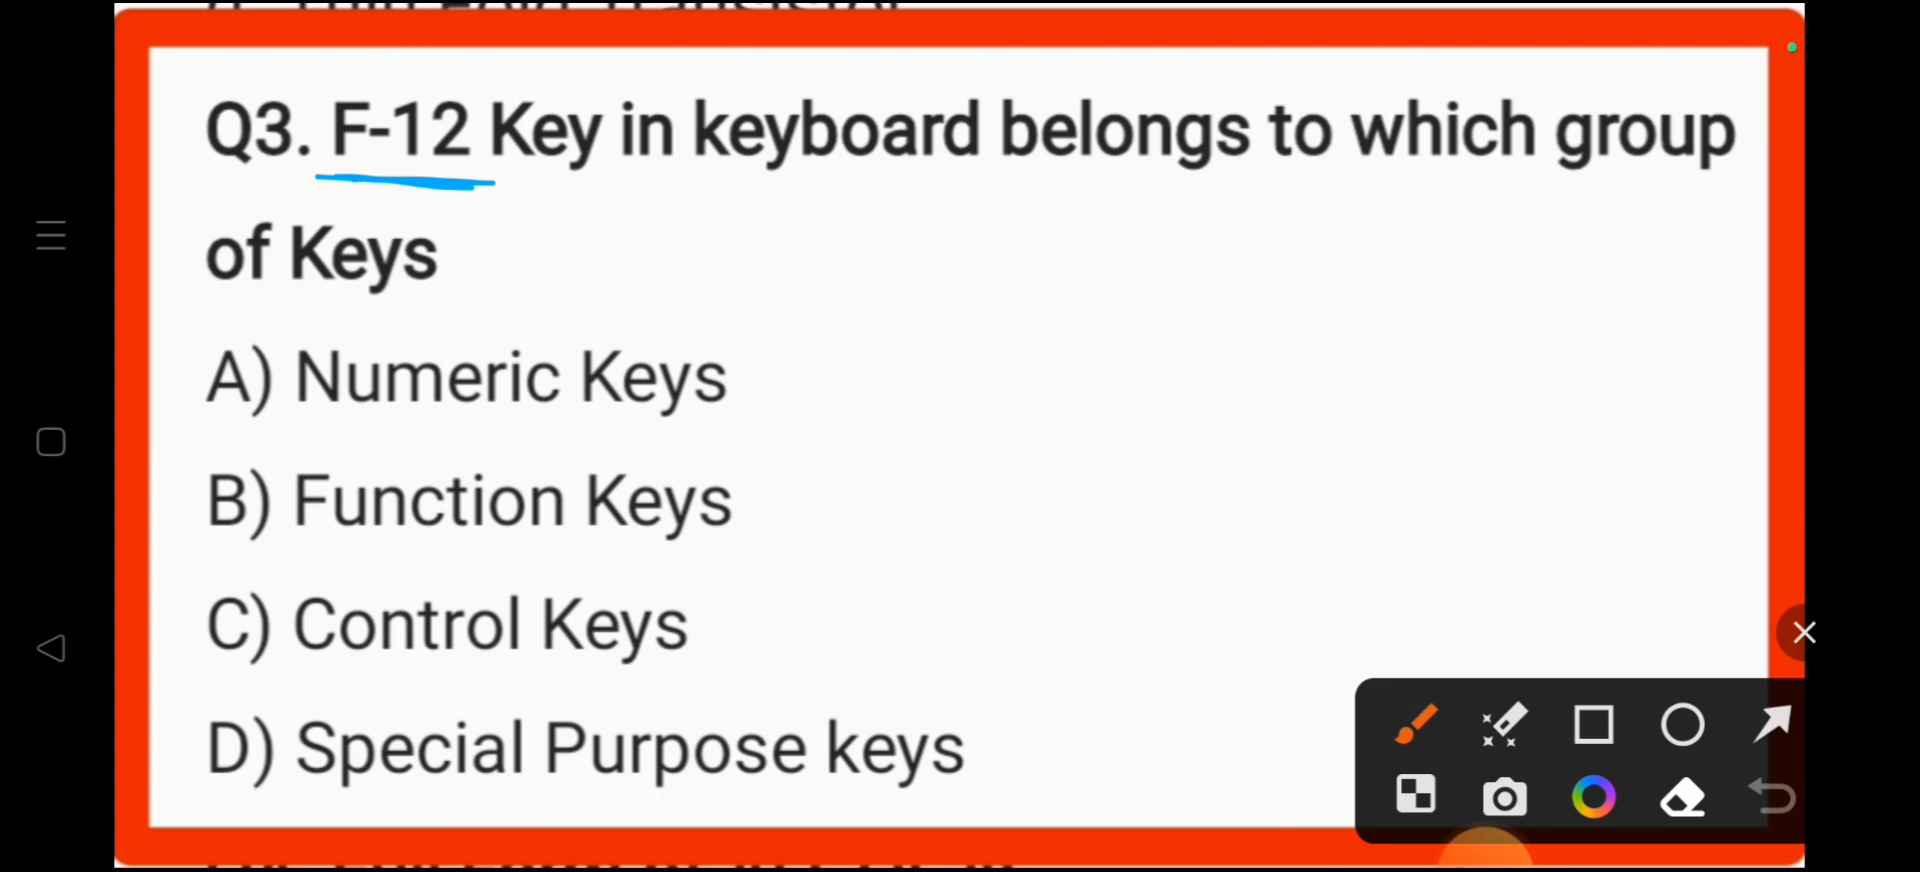 Q3. F-12 Key in keyboard belongs to which group
of Keys
A) Numeric Keys
B) Function Keys
C) Control Keys
D) Special Purpose keys